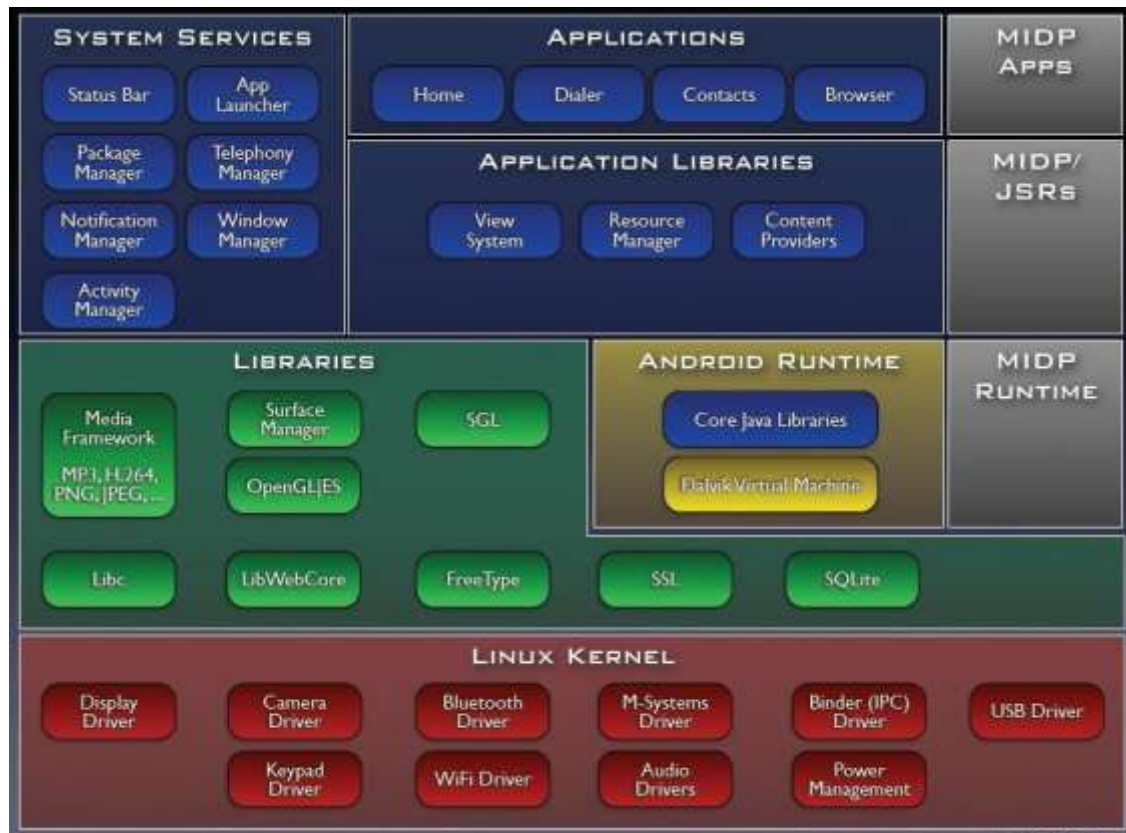 SYSTEM SERVICES
Status Bar
App
Launcher
Package
Manager
Telephony
Manager
Notification
Manager
Window
Manager
Activity
Manager
APPLICATIONS
Home
Dialer
Contacts
Browser
APPLICATION LIBRARIES
View
System
Resource
Manager
Content
Providers
MIDP
APPS
MIDP/
JSRS
LIBRARIES
Media
Framework
MP3, H.264,
PNG, JPEG, ...
Surface
Manager
OpenGL|ES
SGL
ANDROID RUNTIME
Core Java Libraries
Dalvik Virtual Machine
MIDP
RUNTIME
Libc
LibWebCore
FreeType
SSL
SQLite
LINUX KERNEL
Display
Driver
Camera
Driver
Bluetooth
Driver
M-Systems
Driver
Binder (IPC)
Driver
USB Driver
Keypad
Driver
WiFi Driver
Audio
Drivers
Power
Management